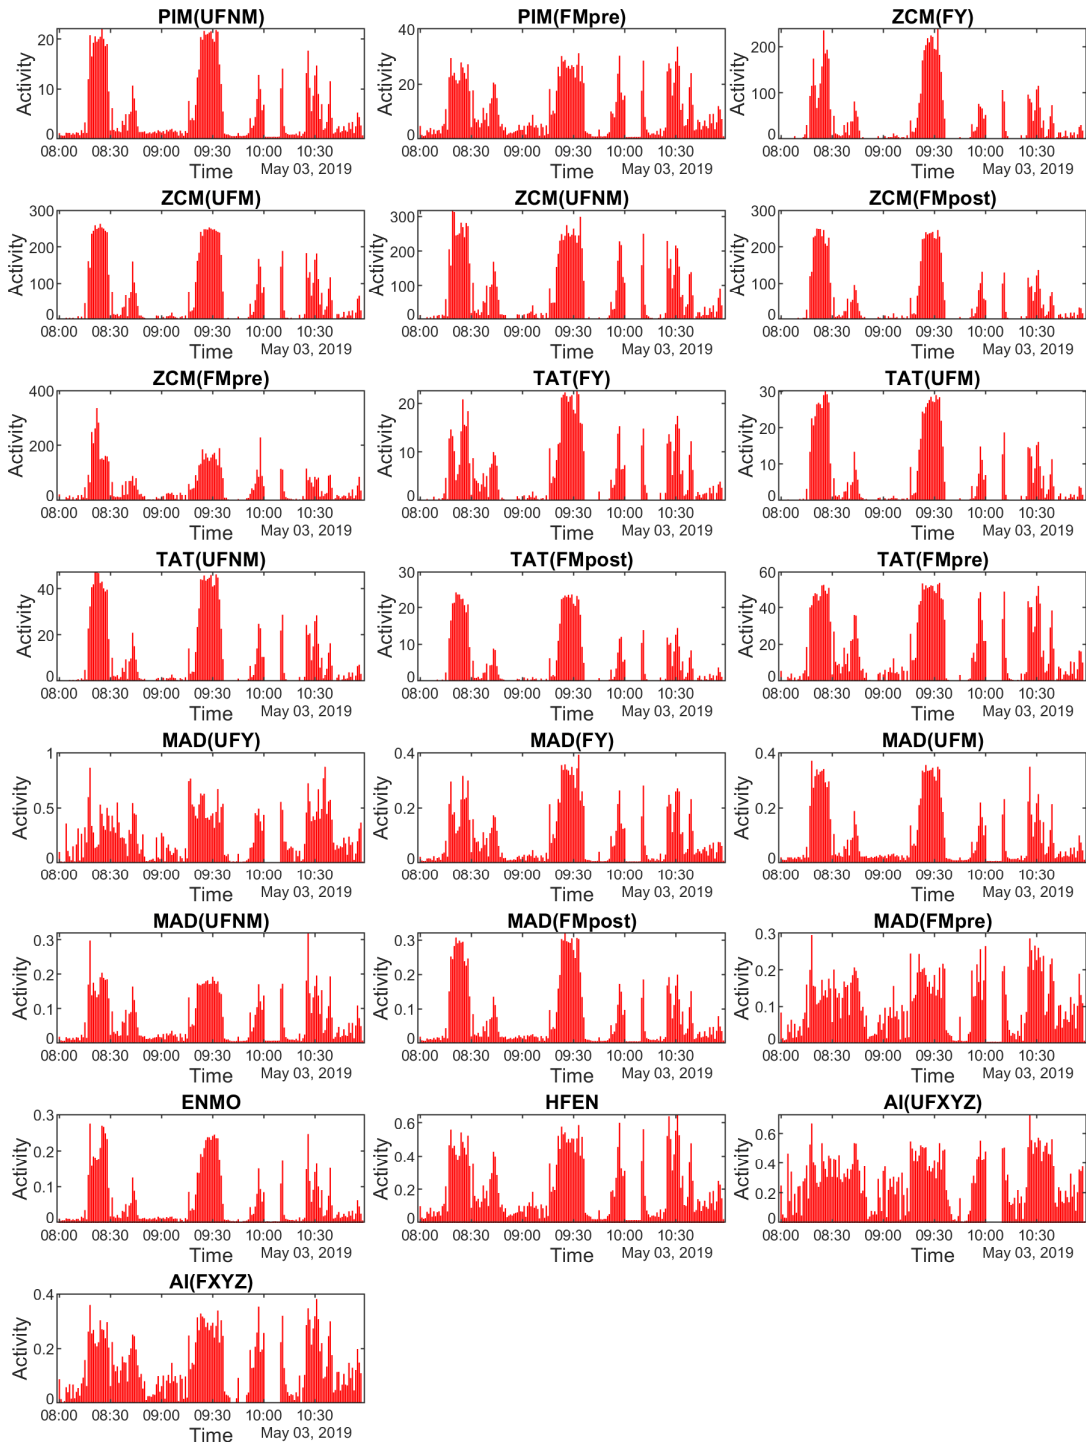 PIM(UFNM) PIM(FMpre) ZCM(FY)
Activity 20 10 0 Activity 40 20 0 Activity 200 100 0
08:00 08:30 09:00 09:30 10:00 10:30 08:00 08:30 09:00 09:30 10:00 10:30 08:00 08:30 09:00 09:30 10:00 10:30
Time May 03, 2019 Time May 03, 2019 Time May 03, 2019
ZCM(UFM) ZCM(UFNM) ZCM(FMpost)
Activity 300 200 100 0 Activity 300 200 100 0 Activity 300 200 100 0
08:00 08:30 09:00 09:30 10:00 10:30 08:00 08:30 09:00 09:30 10:00 10:30 08:00 08:30 09:00 09:30 10:00 10:30
Time May 03, 2019 Time May 03, 2019 Time May 03, 2019
ZCM(FMpre) TAT(FY) TAT(UFM)
Activity 400 200 0 Activity 20 10 0 Activity 30 20 10 0
08:00 08:30 09:00 09:30 10:00 10:30 08:00 08:30 09:00 09:30 10:00 10:30 08:00 08:30 09:00 09:30 10:00 10:30
Time May 03, 2019 Time May 03, 2019 Time May 03, 2019
TAT(UFNM) TAT(FMpost) TAT(FMpre)
Activity 40 20 0 Activity 30 20 10 0 Activity 60 40 20 0
08:00 08:30 09:00 09:30 10:00 10:30 08:00 08:30 09:00 09:30 10:00 10:30 08:00 08:30 09:00 09:30 10:00 10:30
Time May 03, 2019 Time May 03, 2019 Time May 03, 2019
MAD(UFY) MAD(FY) MAD(UFM)
Activity 1 0.5 0 Activity 0.4 0.2 0 Activity 0.4 0.2 0
08:00 08:30 09:00 09:30 10:00 10:30 08:00 08:30 09:00 09:30 10:00 10:30 08:00 08:30 09:00 09:30 10:00 10:30
Time May 03, 2019 Time May 03, 2019 Time May 03, 2019
MAD(UFNM) MAD(FMpost) MAD(FMpre)
Activity 0.3 0.2 0.1 0 Activity 0.3 0.2 0.1 0 Activity 0.3 0.2 0.1 0
08:00 08:30 09:00 09:30 10:00 10:30 08:00 08:30 09:00 09:30 10:00 10:30 08:00 08:30 09:00 09:30 10:00 10:30
Time May 03, 2019 Time May 03, 2019 Time May 03, 2019
ENMO HFEN AI(UFXYZ)
Activity 0.3 0.2 0.1 0 Activity 0.6 0.4 0.2 0 Activity 0.6 0.4 0.2 0
08:00 08:30 09:00 09:30 10:00 10:30 08:00 08:30 09:00 09:30 10:00 10:30 08:00 08:30 09:00 09:30 10:00 10:30
Time May 03, 2019 Time May 03, 2019 Time May 03, 2019
AI(FXYZ)
Activity 0.4 0.2 0
08:00 08:30 09:00 09:30 10:00 10:30
Time May 03, 2019